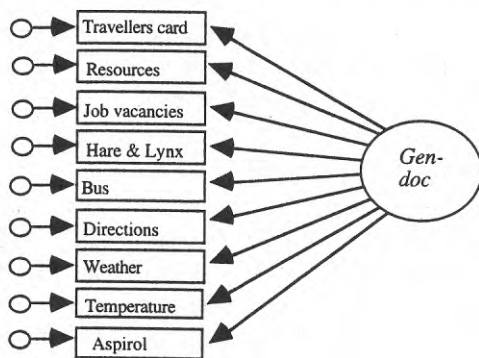 Travellers card
Resources
Job vacancies
Hare & Lynx
Bus
Directions
Weather
Temperature
Aspirol
Gen-
doc